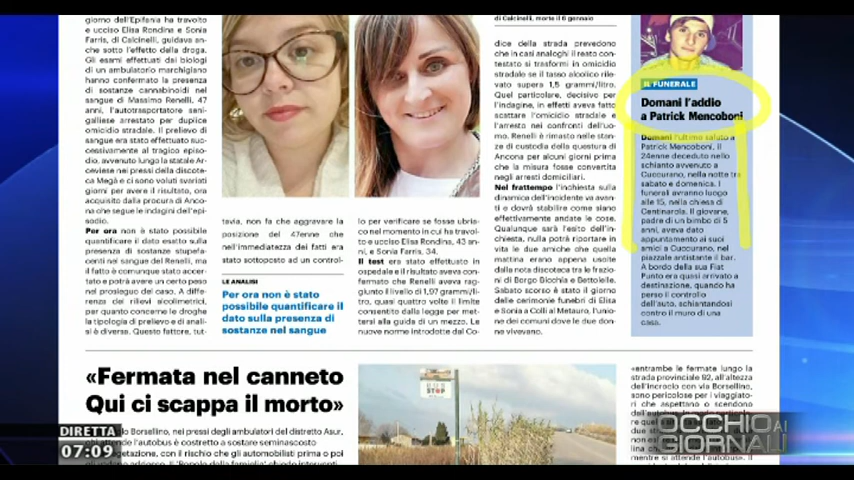 giorno dell'Epifania ha travolto
e ucciso Elisa Rondina e Sonia
Farris, di Calcinelli, guidava an-
che sotto l'effetto della droga.
Gli esami effettuati dai biologi
di un ambulatorio marchigiano
hanno confermato la presenza
di sostanze cannabinoidi nel
sangue di Massimo Renelli, 47
anni, l'autotrasportatore seni-
galliese arrestato per duplice
omicidio stradale. Il prelievo di
sangue era stato effettuato suc-
cessivamente al tragico episo-
dio, avvenuto lungo la statale Ar-
ceviese nei pressi della discote-
ca Megà e ci sono voluti svariati
giorni per avere il risultato, ora
acquisito dalla procura di Anco-
na che segue le indagini dell'epi-
sodio.
Per ora non è stato possibile
quantificare il dato esatto sulla
presenza di sostanze stupefa-
centi nel sangue del Renelli, ma
il fatto è comunque stato accer-
tato e potrà avere un certo peso
nel prosieguo del caso. A diffe-
renza dei rilievi alcolimetrici,
per quanto concerne le droghe
la tipologia di prelievo e di anali-
si è diversa. Questo fattore, tut-
tavia, non fa che aggravare la
posizione del 47enne che
nell'immediatezza dei fatti era
stato sottoposto ad un control-
LE ANALISI
Per ora non è stato
possibile quantificare il
dato sulla presenza di
sostanze nel sangue
lo per verificare se fosse ubria-
co nel momento in cui ha travol-
to e ucciso Elisa Rondina, 43 an-
ni, e Sonia Farris, 34.
Il test era stato effettuato in
ospedale e il risultato aveva con-
fermato che Renelli aveva rag-
giunto il livello di 1,97 grammi/li-
tro, quasi quattro volte il limite
consentito dalla legge per met-
tersi alla guida di un mezzo. Le
nuove norme introdotte dal Co-
di Calcinelli, morte il 6 gennaio
dice della strada prevedono
che in casi analoghi il reato con-
testato si trasformi in omicidio
stradale se il tasso alcolico rile-
vato supera 1,5 grammi/litro.
Quel particolare, decisivo per
l'indagine, in effetti aveva fatto
scattare l'omicidio stradale e
l'arresto nei confronti dell'uo-
mo. Renelli è rimasto nelle stan-
ze di custodia della questura di
Ancona per alcuni giorni prima
che la misura fosse convertita
negli arresti domiciliari.
Nel frattempo l'inchiesta sulla
dinamica dell'incidente va avan-
ti e dovrà stabilire come siano
effettivamente andate le cose.
Qualunque sarà l'esito dell'in-
chiesta, nulla potrà riportare in
vita le due amiche che quella
mattina erano appena uscite
dalla nota discoteca tra le frazio-
ni di Borgo Bicchia e Bettolelle.
Sabato scorso è stato il giorno
delle cerimonie funebri di Elisa
e Sonia a Colli al Metauro, l'unio-
ne dei comuni dove le due don-
ne vivevano.
IL FUNERALE
Domani l'addio
a Patrick Mencoboni
Domani l'ultimo saluto a
Patrick Mencoboni. Il
24enne deceduto nello
schianto avvenuto a
Cuccurano, nella notte tra
sabato e domenica. I
funerali avranno luogo
alle 15, nella chiesa di
Centinarola. Il giovane,
padre di un bimbo di 5
anni, aveva dato
appuntamento ai suoi
amici a Cuccurano, nel
piazzale antistante il bar.
A bordo della sua Fiat
Punto era quasi arrivato a
destinazione, quando ha
perso il controllo
dell'auto, schiantandosi
contro il muro di una
casa.
«Fermata nel canneto
Qui ci scappa il morto»
Borsellino, nei pressi degli ambulatori del distretto Asur,
attende l'autobus è costretto a sostare seminascosto
vegetazione, con il rischio che gli automobilisti prima o poi
BUS
STOP
«entrambe le fermate lungo la
strada provinciale 92, all'altezza
dell'incrocio con via Borsellino,
sono pericolose per i viaggiato-
ri che aspettano o scendono
mentre si attende l'autobus».
DIRETTA
07:09
OCCHIO AI
GIORNALI